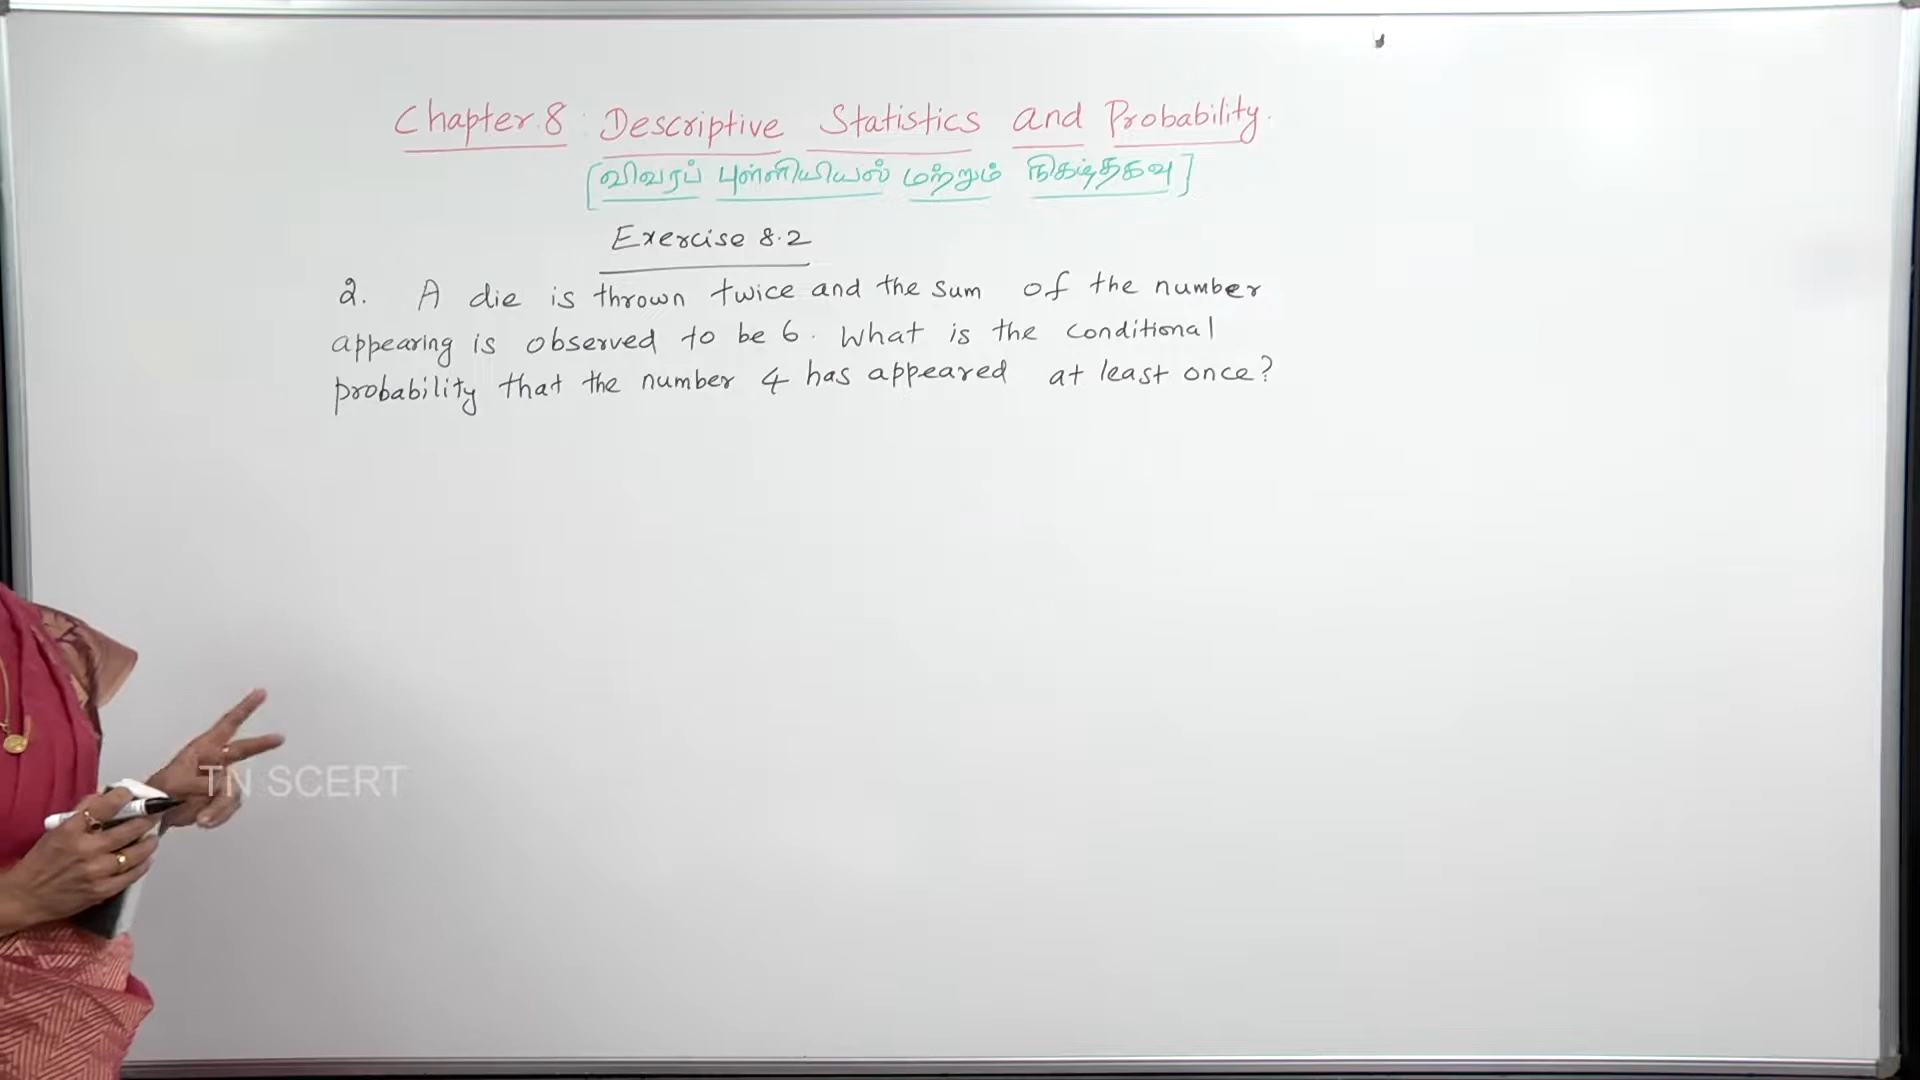 Chapter 8 Descriptive Statistics and Probability.
[விவரப் புள்ளியியல் மற்றும் நிகழ்தகவு]
Exercise 8.2
2. A die is thrown twice and the sum of the number
appearing is observed to be 6. What is the conditional
probability that the number 4 has appeared at least once?
TN SCERT